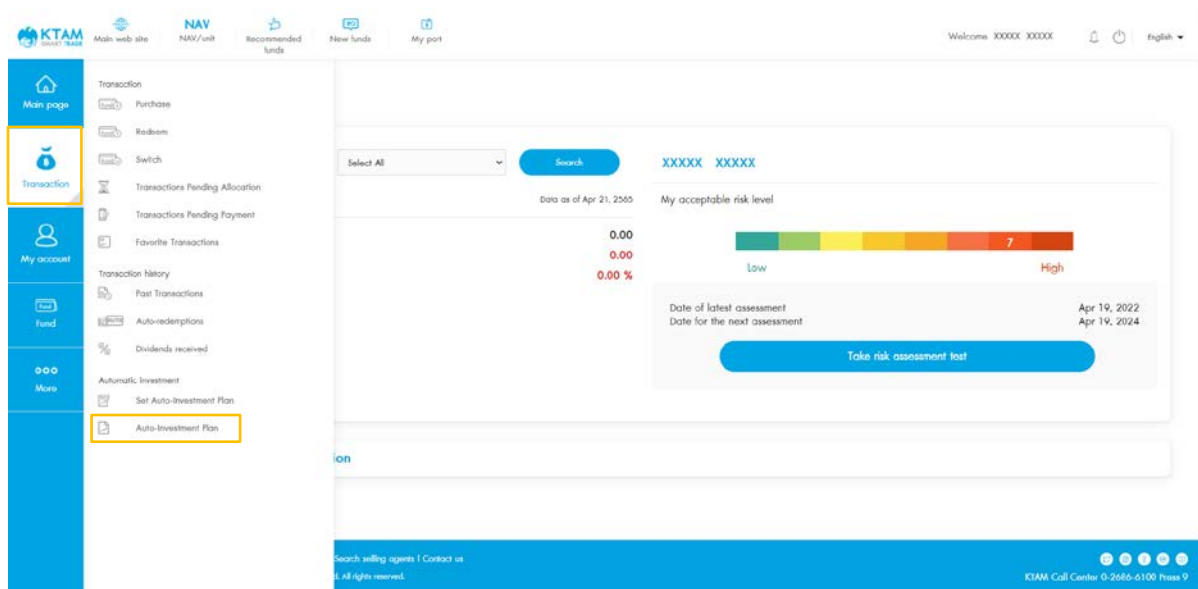 KTAM
SMART TRADE
Main web site
NAV
NAV/unit
Recommended
funds
New funds
My port
Welcome XXXXX XXXXX
English
Main page
Transaction
My account
Fund
More
Transaction
Purchase
Redeem
Switch
Transactions Pending Allocation
Transactions Pending Payment
Favorite Transactions
Transaction history
Past Transactions
Auto-redemptions
Dividends received
Automatic Investment
Set Auto-Investment Plan
Auto-Investment Plan
Select All
Search
Data as of Apr 21, 2565
0.00
0.00
0.00 %
XXXXX XXXXX
My acceptable risk level
7
Low
High
Date of latest assessment
Apr 19, 2022
Date for the next assessment
Apr 19, 2024
Take risk assessment test
ion
Search selling agents | Contact us
d. All rights reserved.
KTAM Call Center 0-2686-6100 Press 9